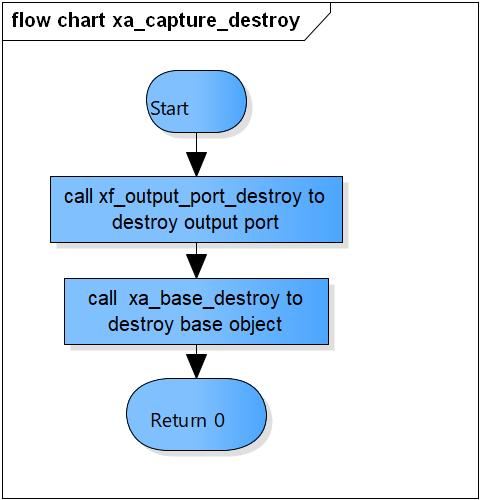 flow chart xa_capture_destroy
Start
call xf_output_port_destroy to
destroy output port
call xa_base_destroy to
destroy base object
Return 0